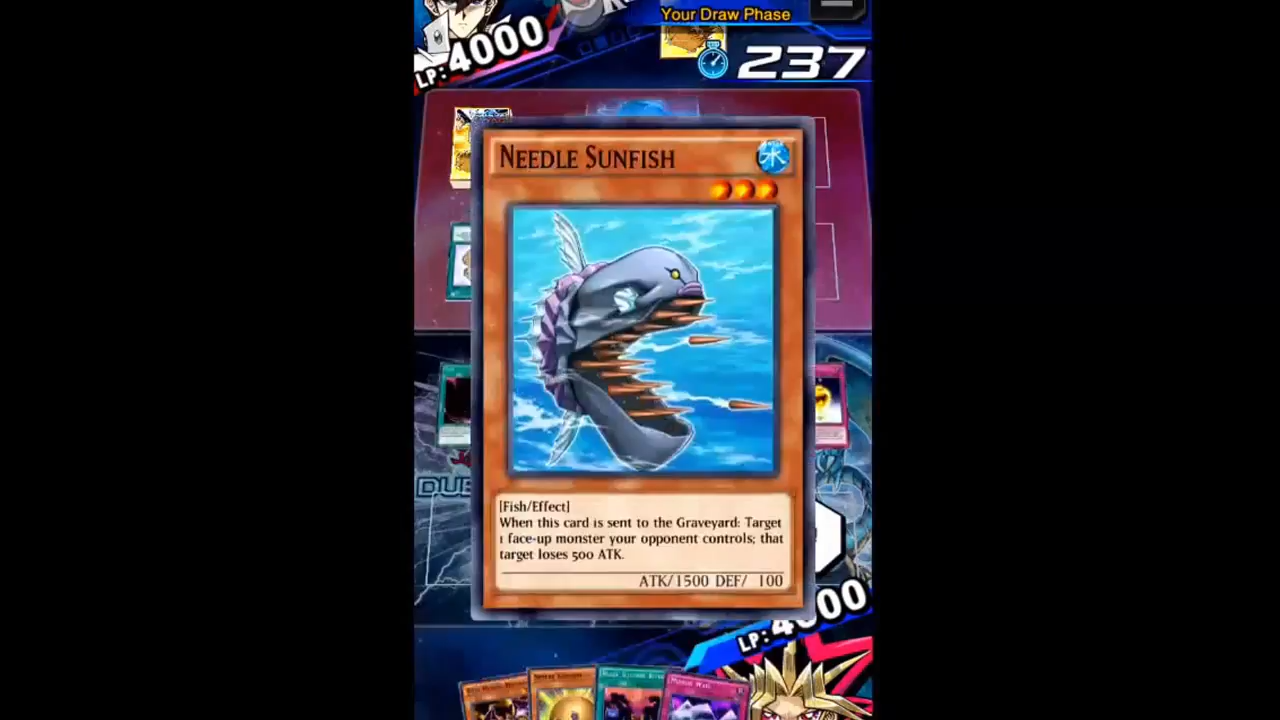 Your Draw Phase
LP:4000
237
NEEDLE SUNFISH
水
[Fish/Effect]
When this card is sent to the Graveyard: Target
1 face-up monster your opponent controls; that
target loses 500 ATK.
ATK/1500 DEF/ 100
LP:4000